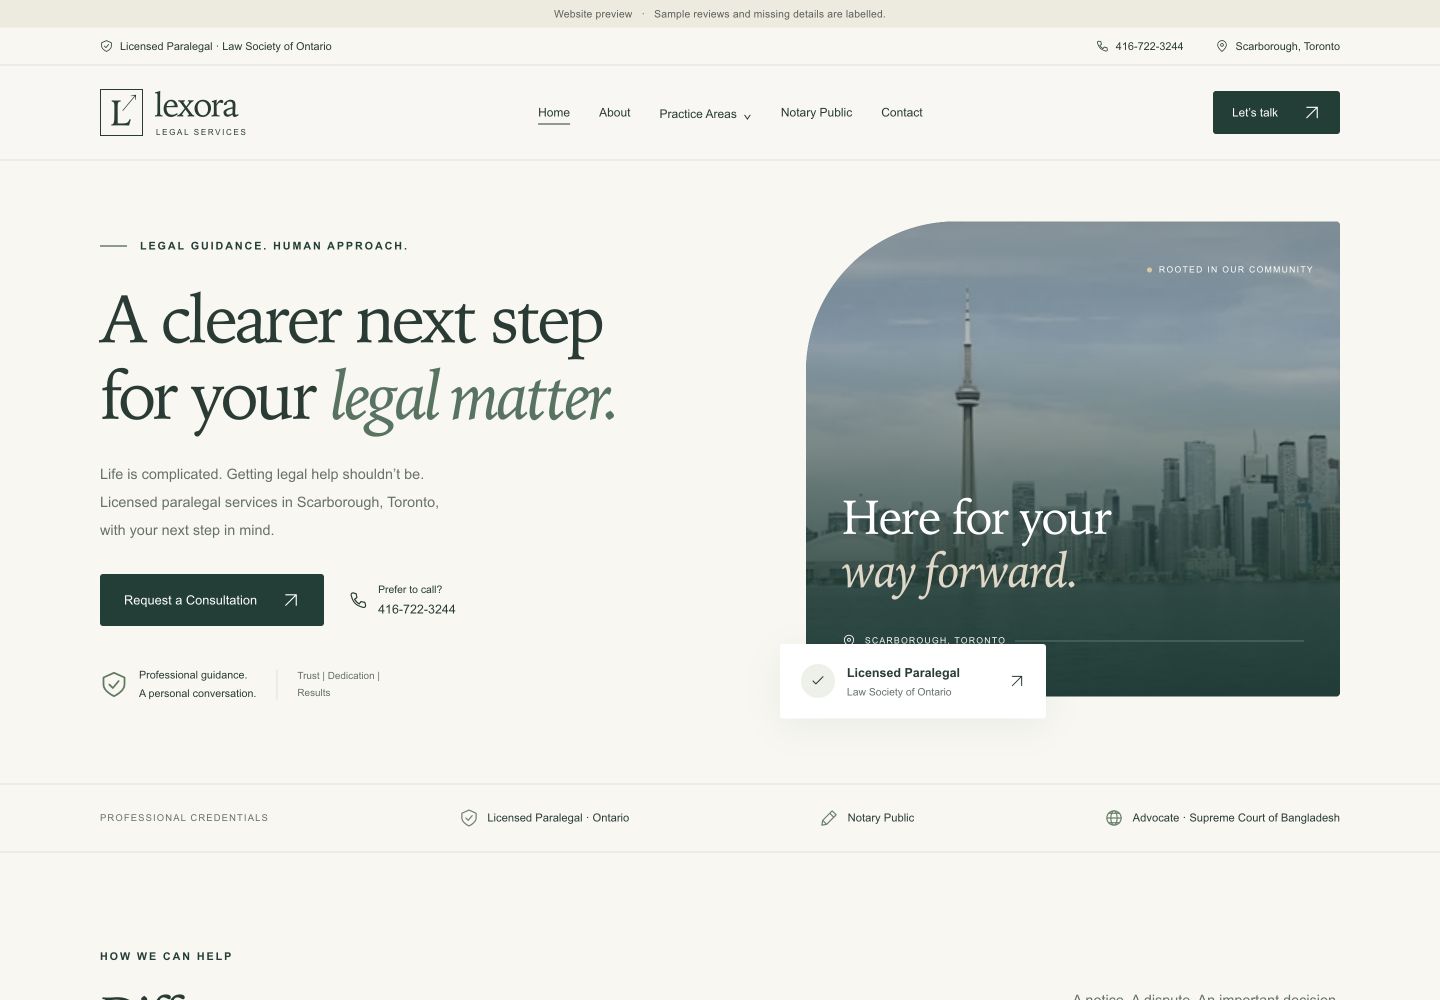 Website preview · Sample reviews and missing details are labelled.
Licensed Paralegal · Law Society of Ontario
416-722-3244
Scarborough, Toronto
L
lexora
LEGAL SERVICES
Home
About
Practice Areas
Notary Public
Contact
Let's talk
LEGAL GUIDANCE. HUMAN APPROACH.
A clearer next step
for your legal matter.
Life is complicated. Getting legal help shouldn't be.
Licensed paralegal services in Scarborough, Toronto,
with your next step in mind.
Request a Consultation
Prefer to call?
416-722-3244
Professional guidance.
A personal conversation.
Trust | Dedication |
Results
ROOTED IN OUR COMMUNITY
Here for your
way forward.
SCARBOROUGH, TORONTO
Licensed Paralegal
Law Society of Ontario
PROFESSIONAL CREDENTIALS
Licensed Paralegal · Ontario
Notary Public
Advocate · Supreme Court of Bangladesh
HOW WE CAN HELP
A notice. A dispute. An important decision.